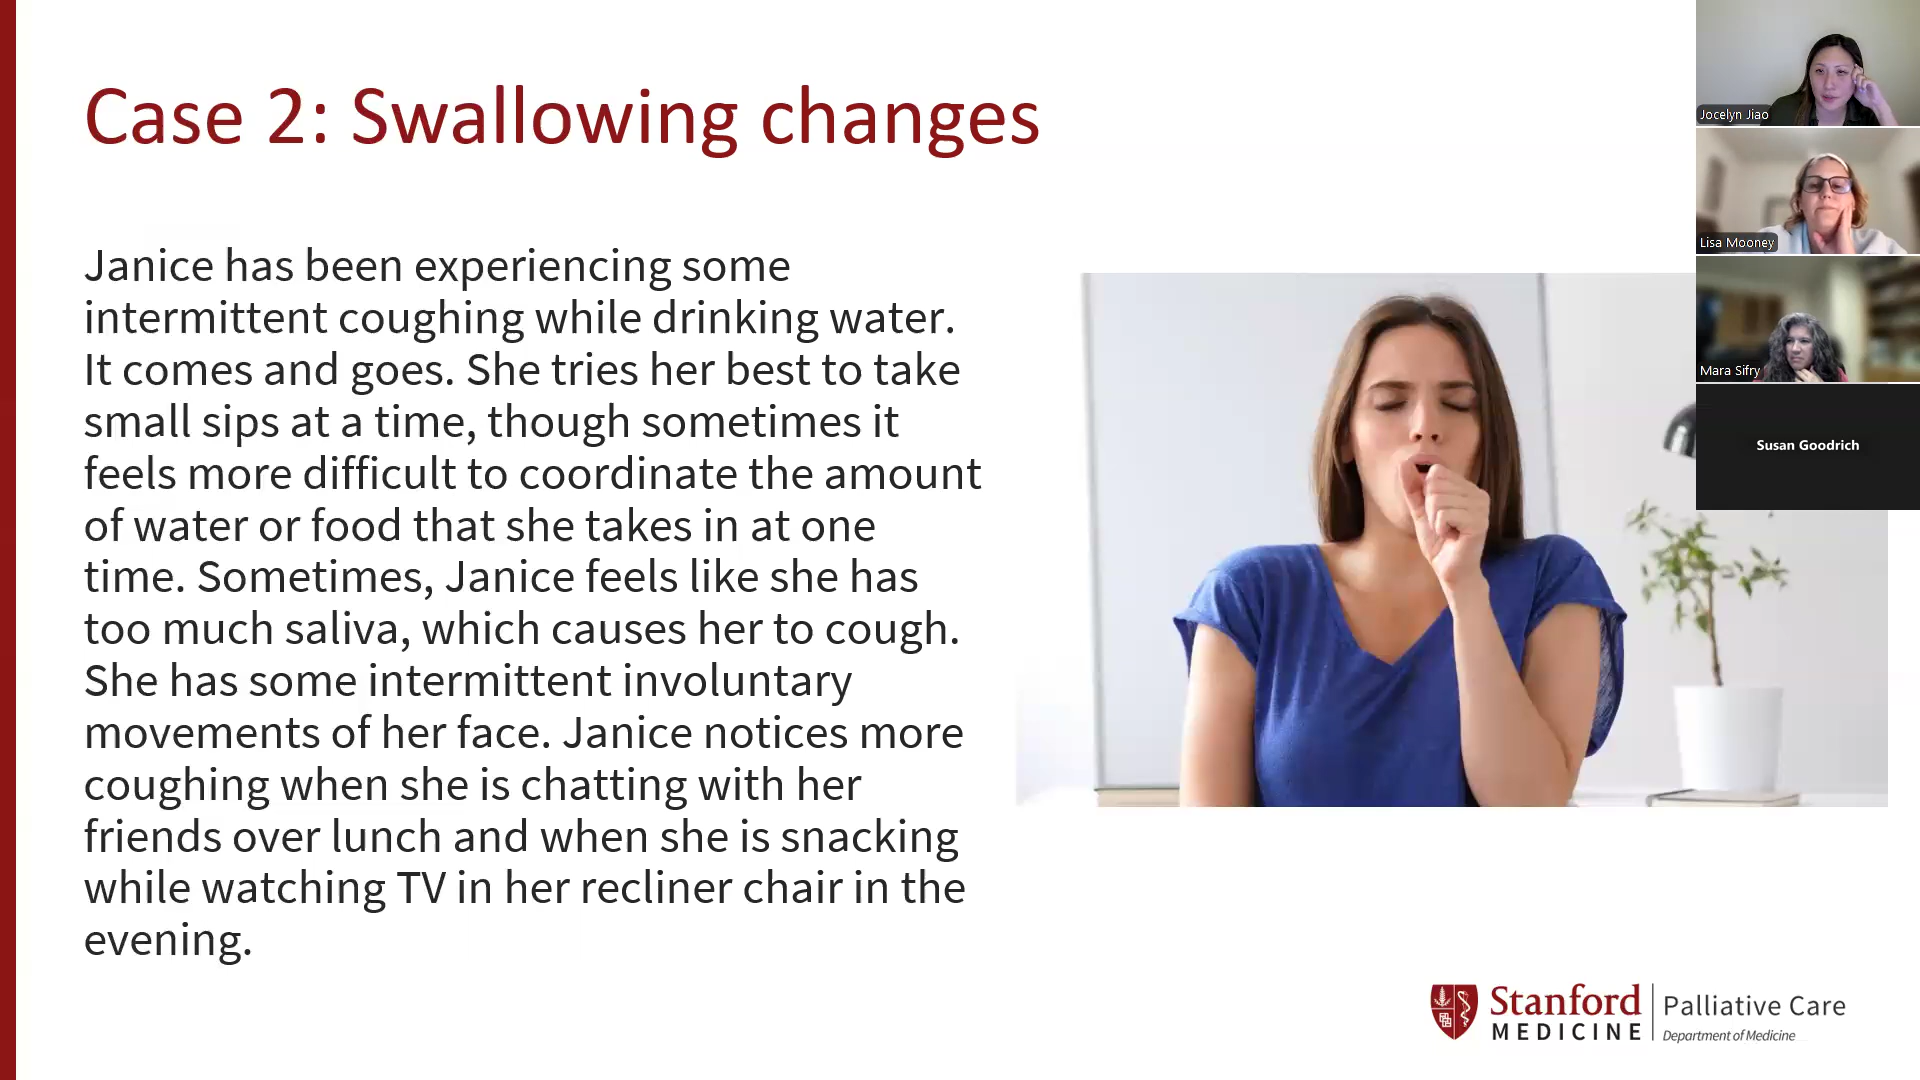 Case 2: Swallowing changes
Janice has been experiencing some
intermittent coughing while drinking water.
It comes and goes. She tries her best to take
small sips at a time, though sometimes it
feels more difficult to coordinate the amount
of water or food that she takes in at one
time. Sometimes, Janice feels like she has
too much saliva, which causes her to cough.
She has some intermittent involuntary
movements of her face. Janice notices more
coughing when she is chatting with her
friends over lunch and when she is snacking
while watching TV in her recliner chair in the
evening.
Jocelyn Jiao
Lisa Mooney
Mara Sifry
Susan Goodrich
Stanford
MEDICINE
Palliative Care
Department of Medicine